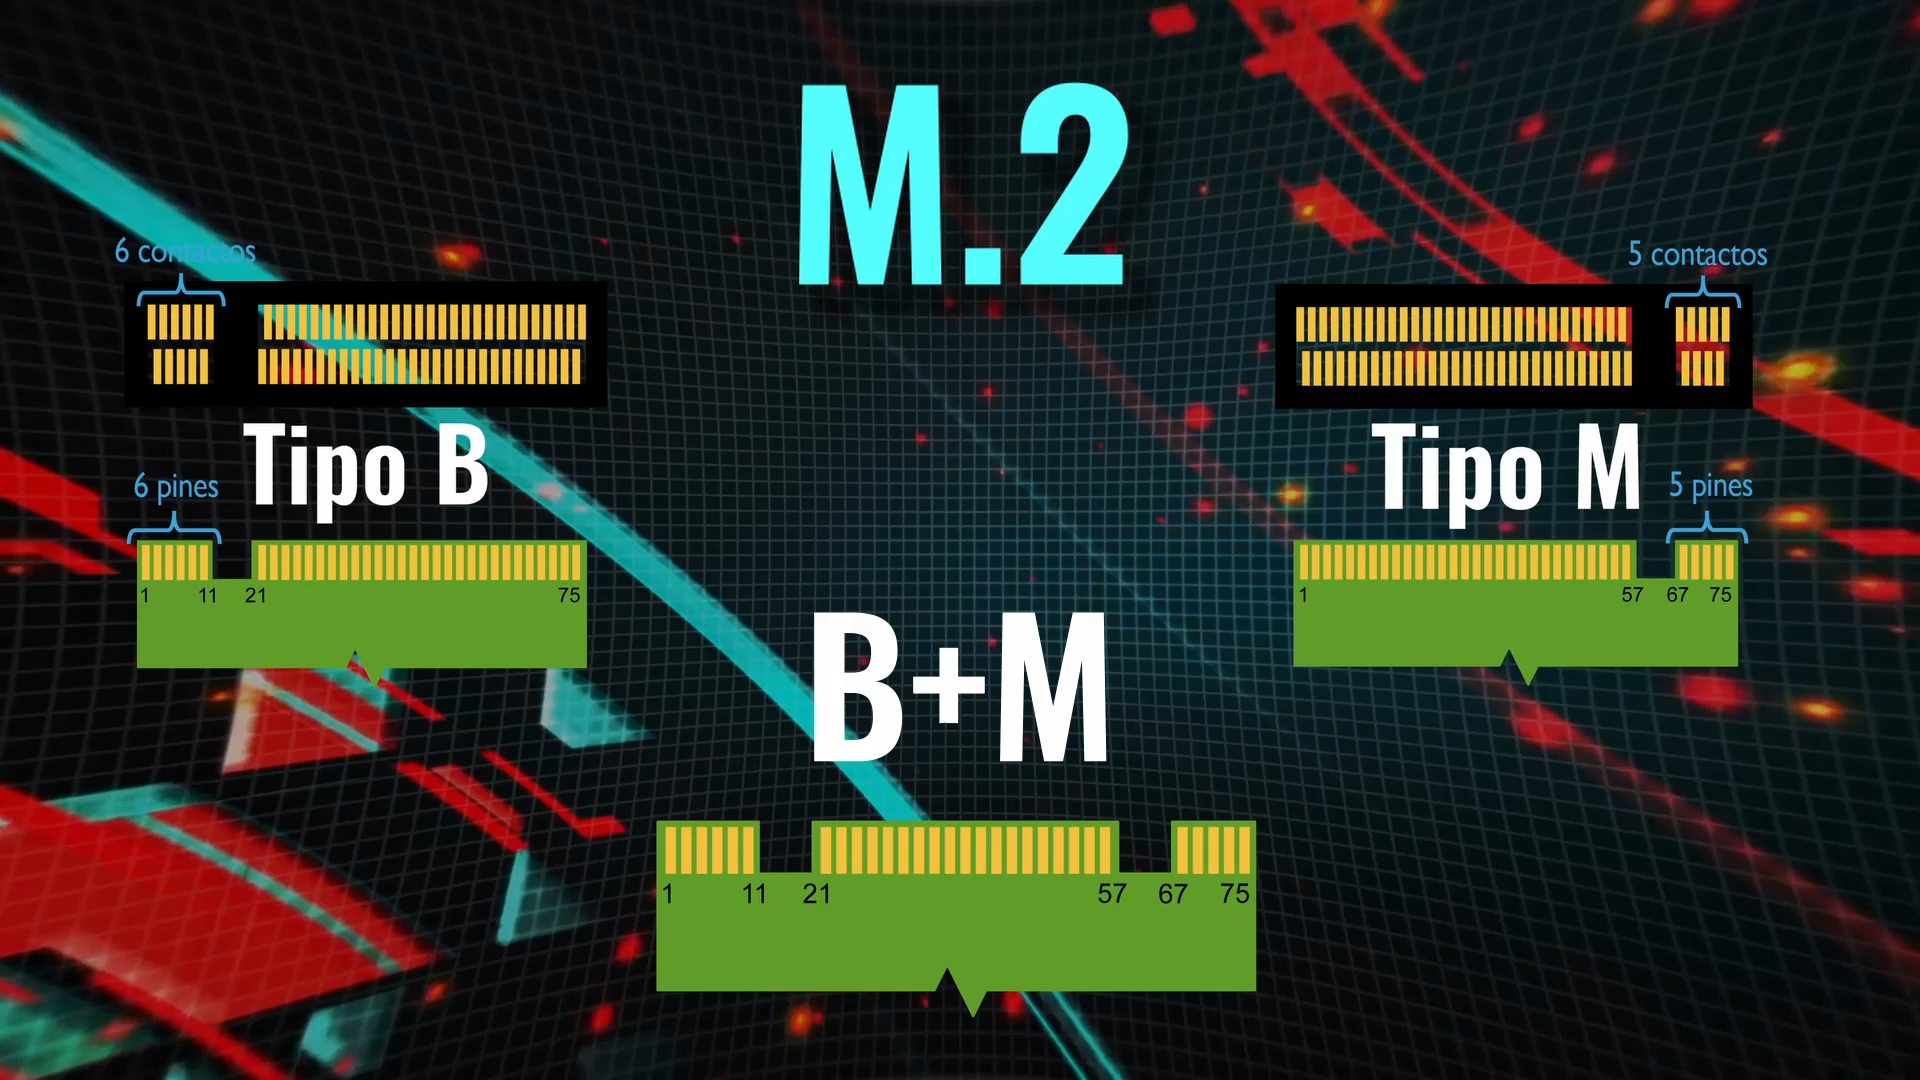 M.2
6 contactos
5 contactos
Tipo B
Tipo M
6 pines
5 pines
1 11 21 75
1 57 67 75
B+M
1 11 21 57 67 75